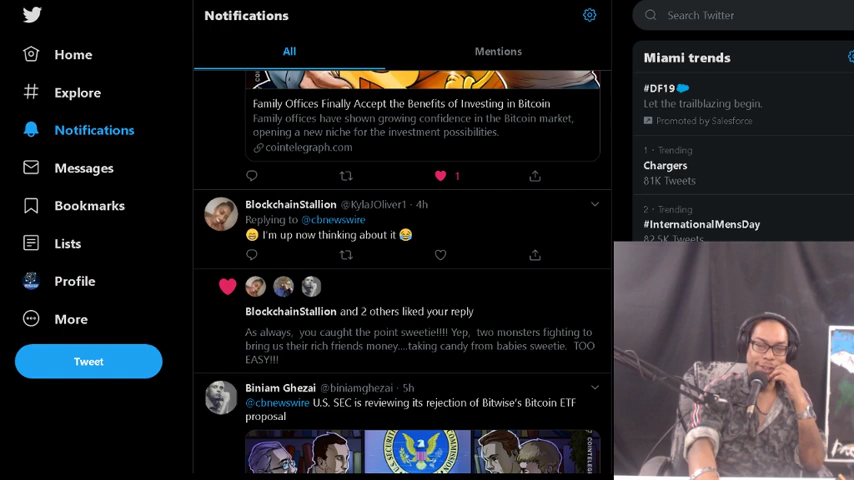 Notifications
Search Twitter
All
Mentions
Home
Explore
Notifications
Messages
Bookmarks
Lists
Profile
More
Tweet
Family Offices Finally Accept the Benefits of Investing in Bitcoin
Family offices have shown growing confidence in the Bitcoin market,
opening a new niche for the investment possibilities.
cointelegraph.com
1
BlockchainStallion @KylaJOliver1 · 4h
Replying to @cbnewswire
😁 I'm up now thinking about it 😂
BlockchainStallion and 2 others liked your reply
As always, you caught the point sweetie!!!! Yep, two monsters fighting to
bring us their rich friends money....taking candy from babies sweetie. TOO
EASY!!!
Biniam Ghezai @biniamghezai · 5h
@cbnewswire U.S. SEC is reviewing its rejection of Bitwise's Bitcoin ETF
proposal
Miami trends
#DF19
Let the trailblazing begin.
Promoted by Salesforce
1 · Trending
Chargers
81K Tweets
2 · Trending
#InternationalMensDay
82.5K Tweets